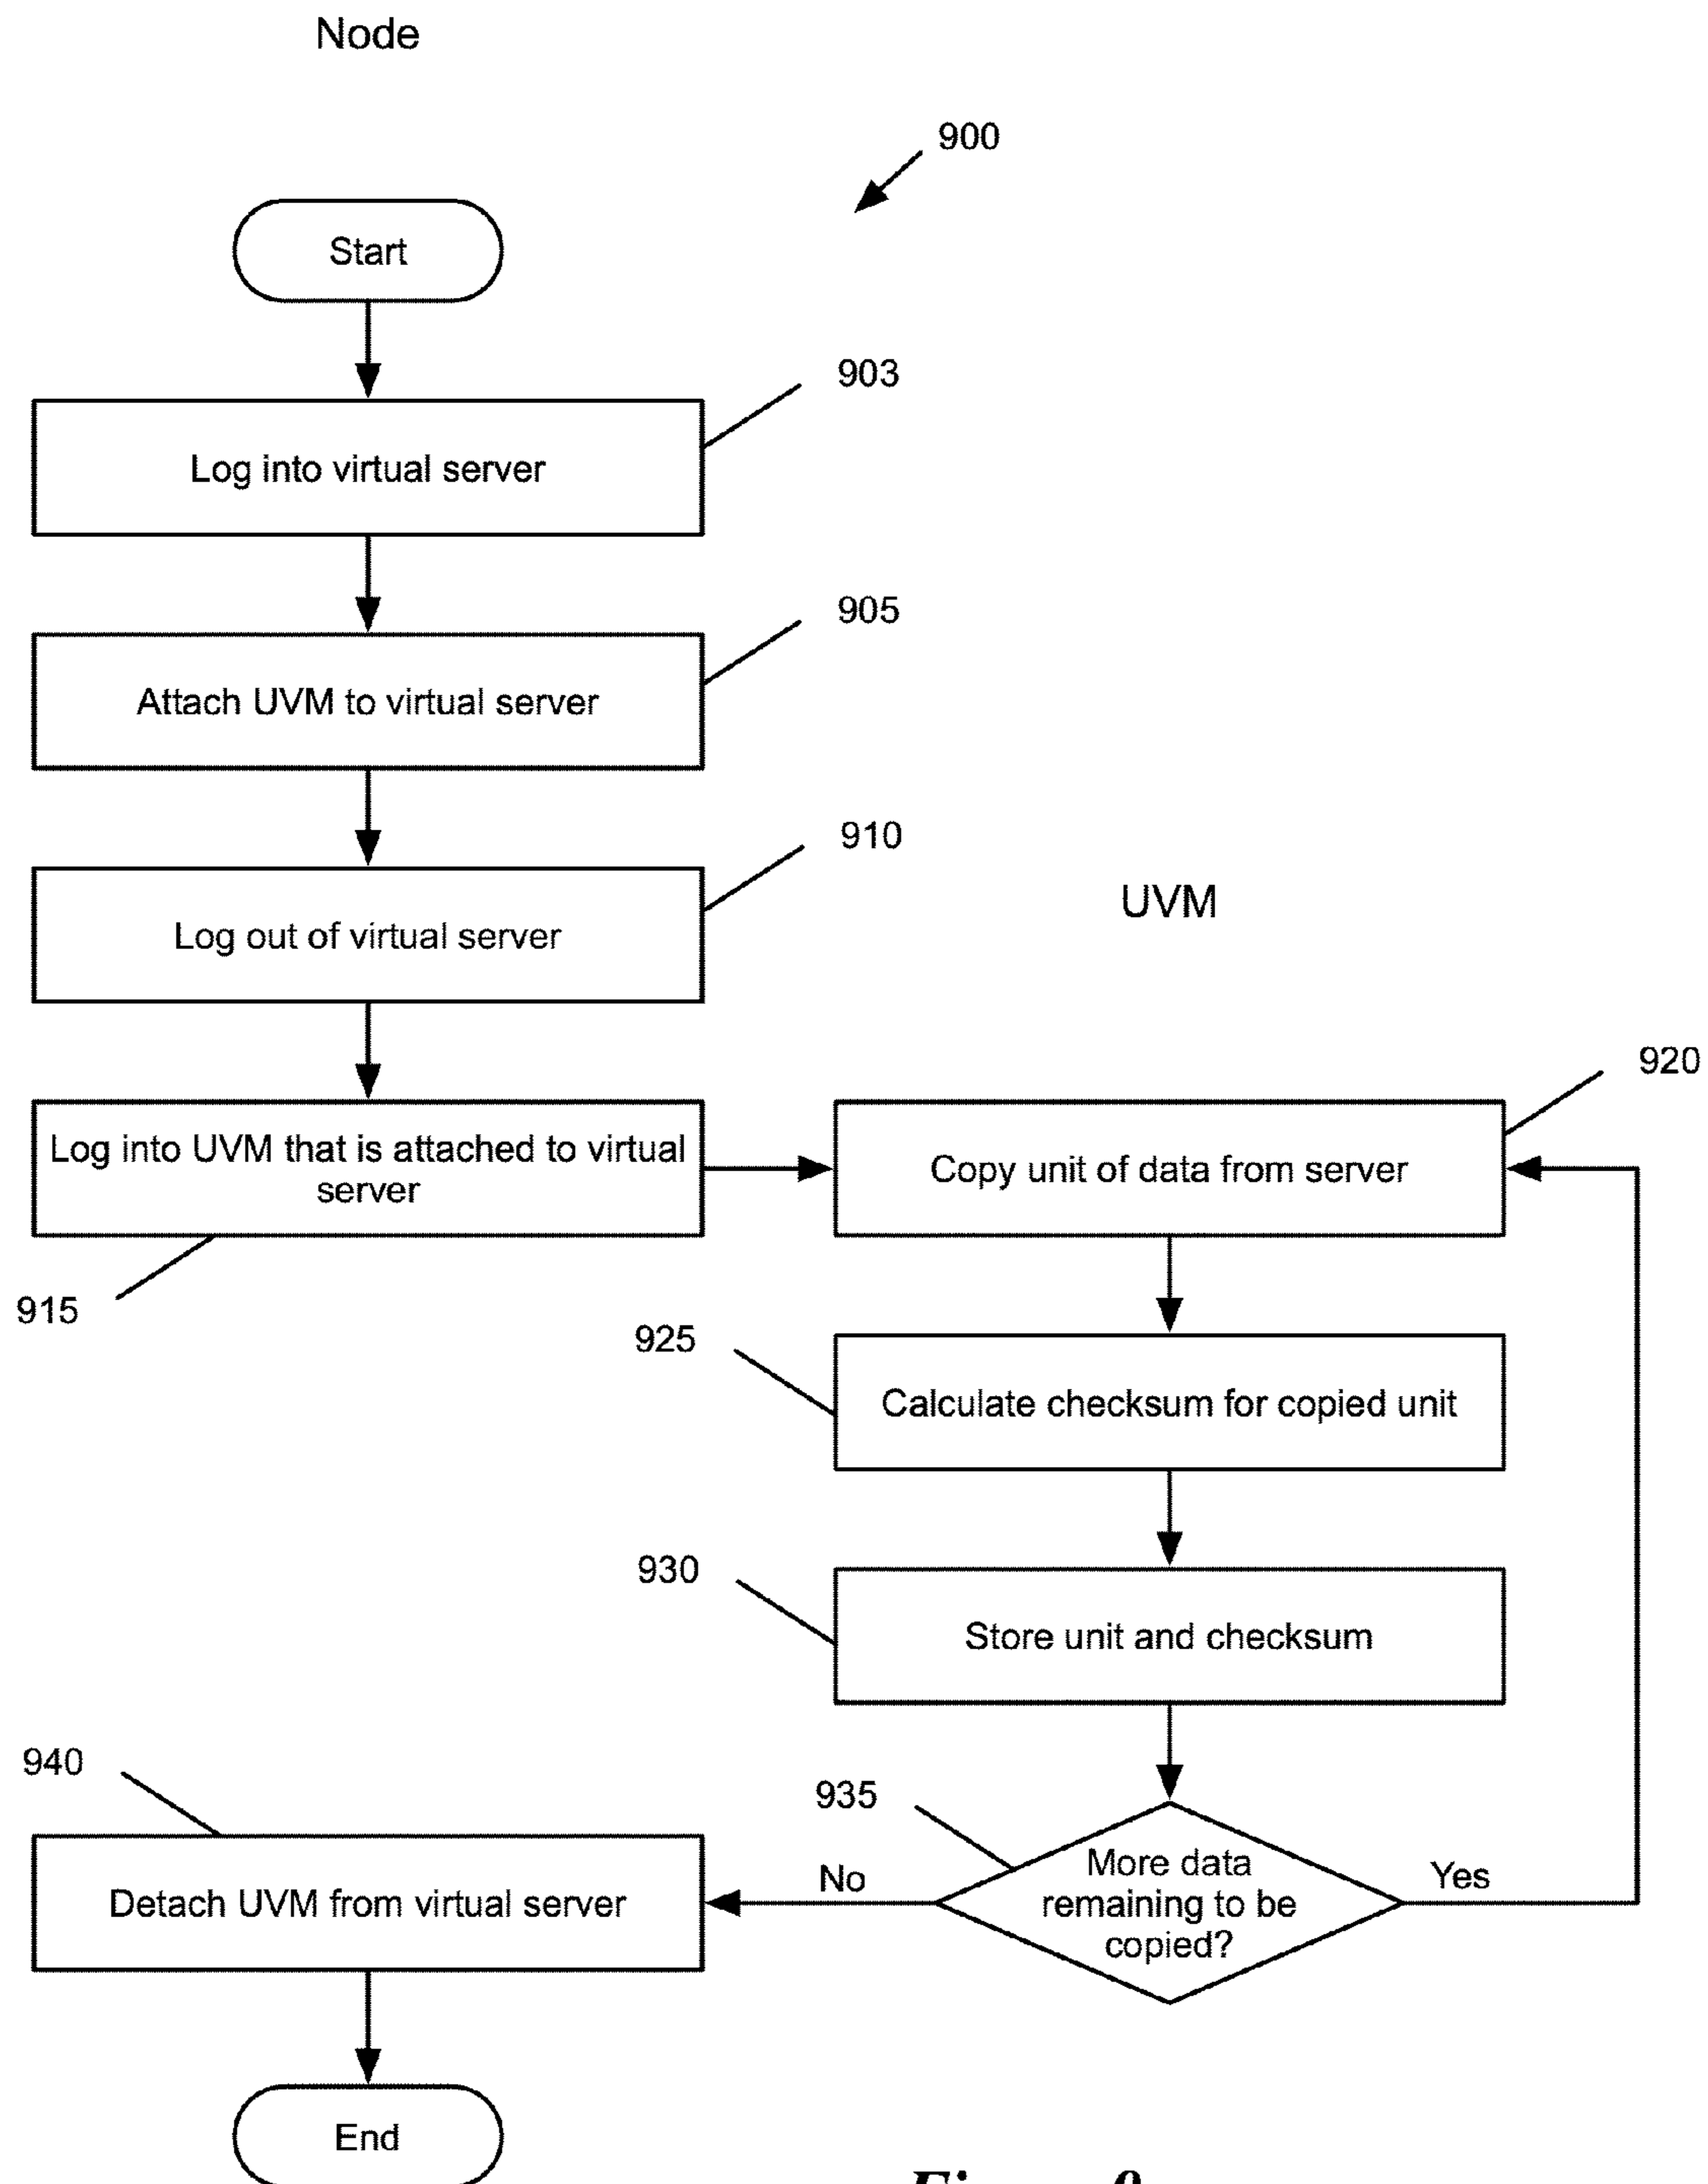 Node
900
Start
903
Log into virtual server
905
Attach UVM to virtual server
910
Log out of virtual server
UVM
920
Log into UVM that is attached to virtual
server
Copy unit of data from server
915
925
Calculate checksum for copied unit
930
Store unit and checksum
940
935
More data
remaining to be
copied?
No
Yes
Detach UVM from virtual server
End